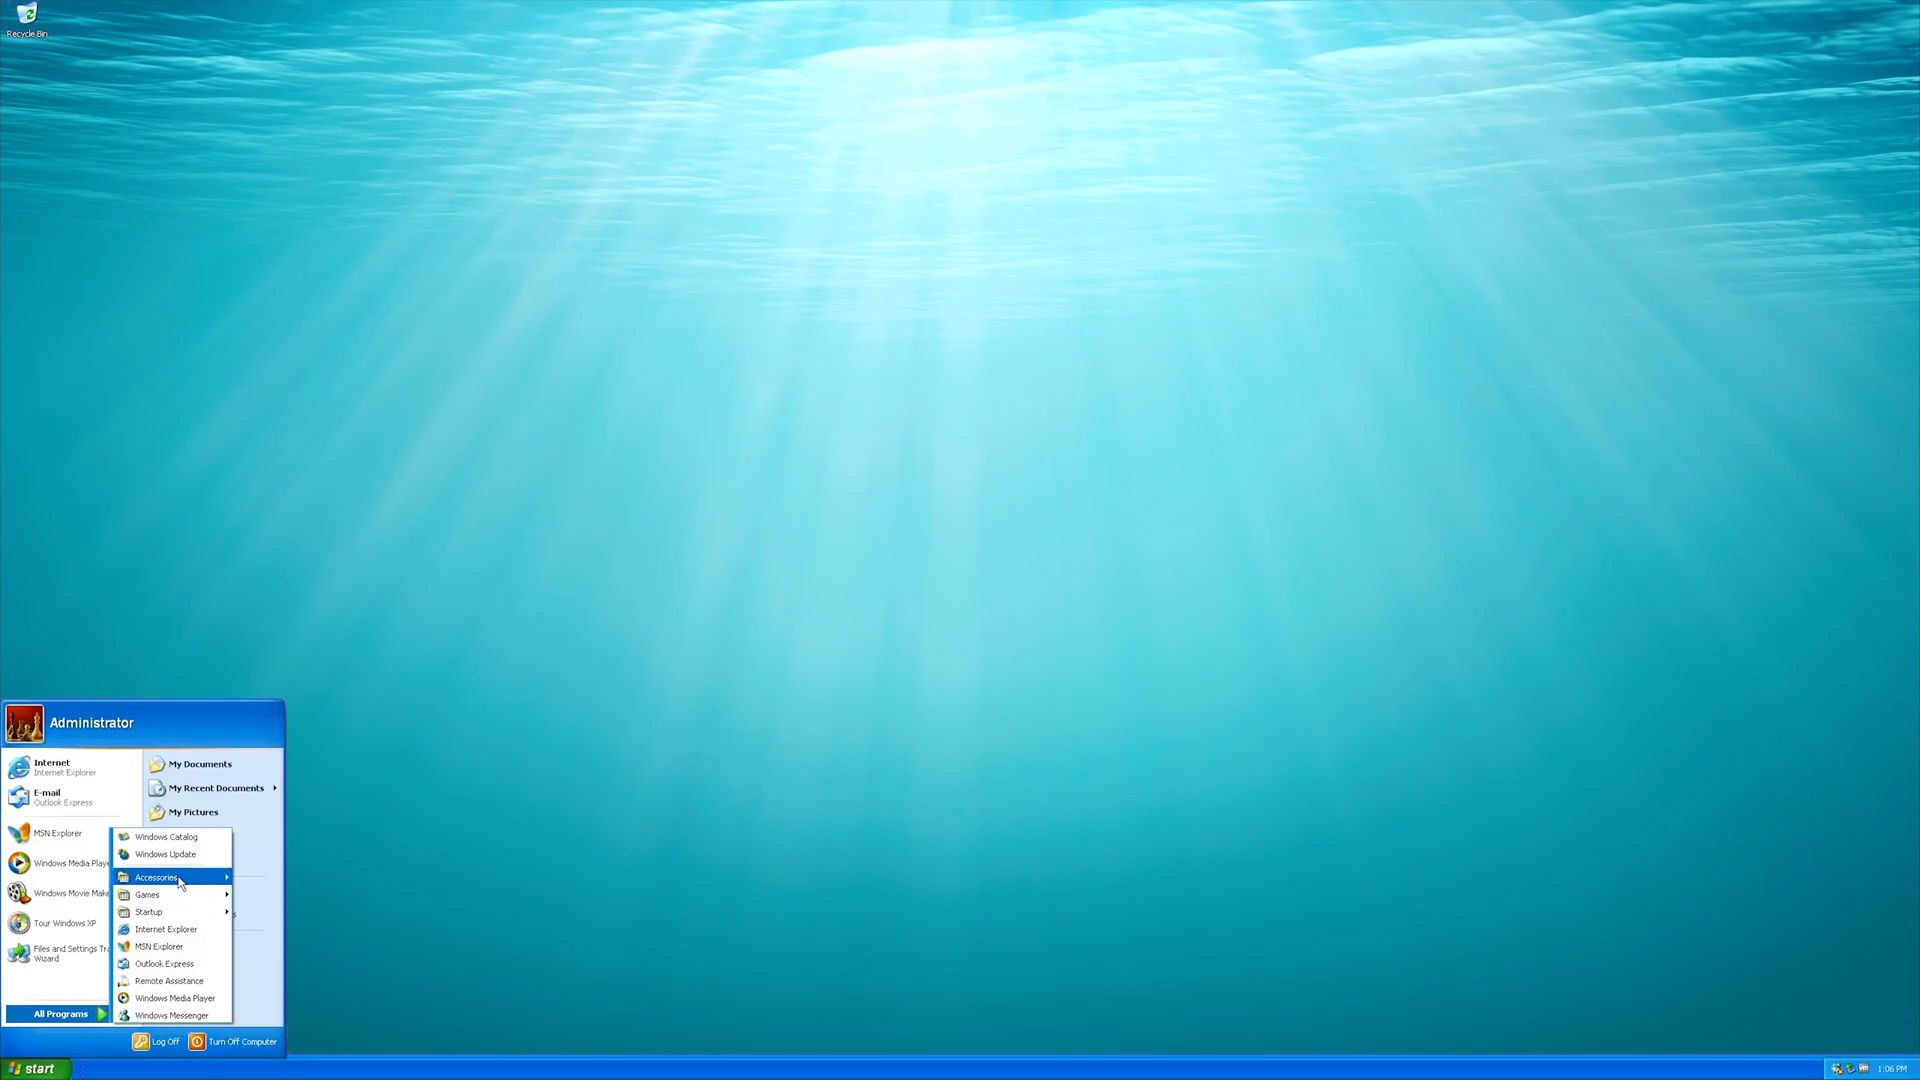 Recycle Bin
Administrator
Internet
Internet Explorer
E-mail
Outlook Express
MSN Explorer
Windows Media Playe
Windows Movie Make
Tour Windows XP
Files and Settings Tra
Wizard
All Programs
My Documents
My Recent Documents
My Pictures
Windows Catalog
Windows Update
Accessories
Games
Startup
Internet Explorer
MSN Explorer
Outlook Express
Remote Assistance
Windows Media Player
Windows Messenger
Log Off
Turn Off Computer
start
1:06 PM